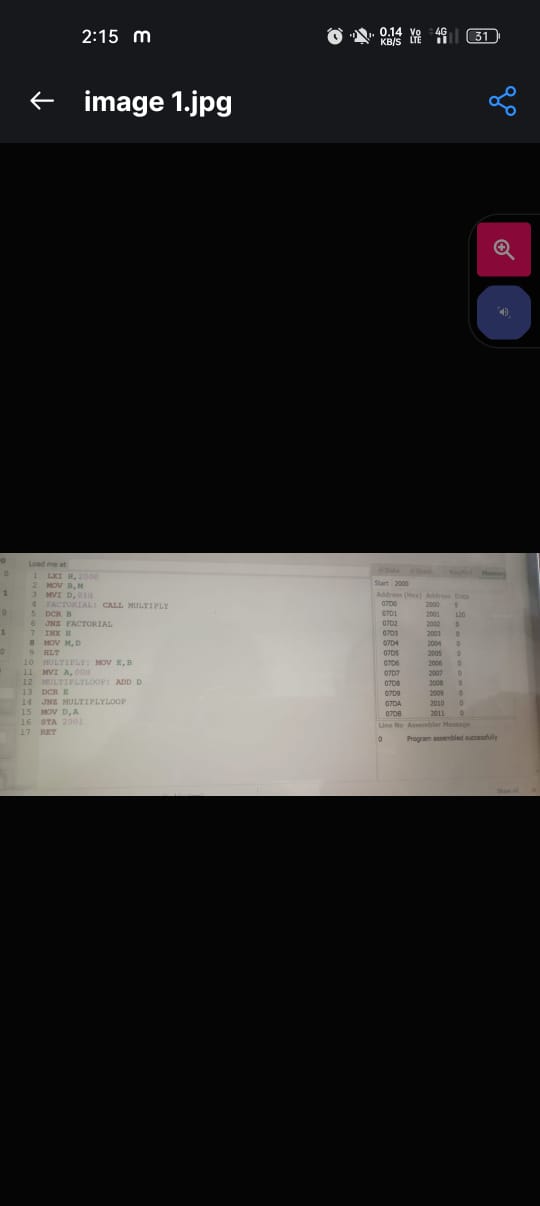 2:15 m 0.14 KB/S Vo LTE 4G 31
image 1.jpg
Load me at
1 LXI H,2000
2 MOV B,M
3 MVI D,01H
4 FACTORIAL: CALL MULTIPLY
5 DCR B
6 JNZ FACTORIAL
7 INX H
8 MOV M,D
9 HLT
10 MULTIPLY: MOV E,B
11 MVI A,00H
12 MULTIPLYLOOP: ADD D
13 DCR E
14 JNZ MULTIPLYLOOP
15 MOV D,A
16 STA 2001
17 RET
Memory
Start 2000
Address (Hex) Address Data
07D0 2000
07D1 2001 120
07D2 2002 0
07D3 2003 0
07D4 2004 0
07D5 2005 0
07D6 2006 0
07D7 2007 0
07D8 2008 0
07D9 2009 0
07DA 2010 0
07DB 2011 0
Line No Assembler Message
0 Program assembled successfully